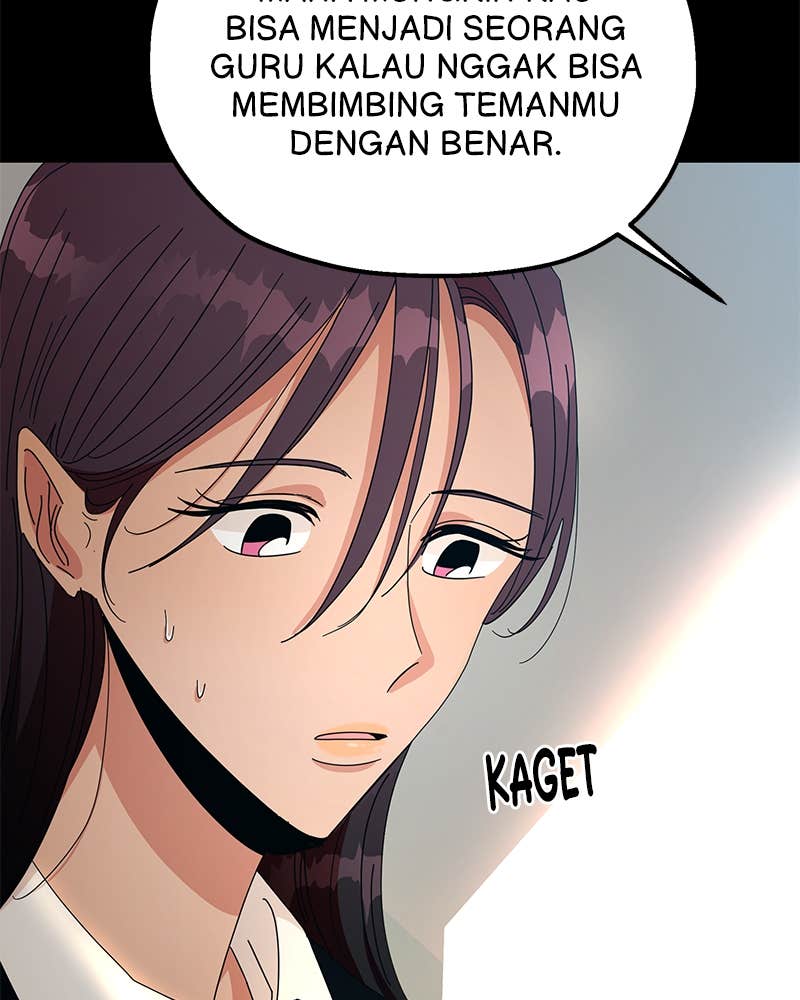 BISA MENJADI SEORANG
GURU KALAU NGGAK BISA
MEMBIMBING TEMANMU
DENGAN BENAR.
KAGET